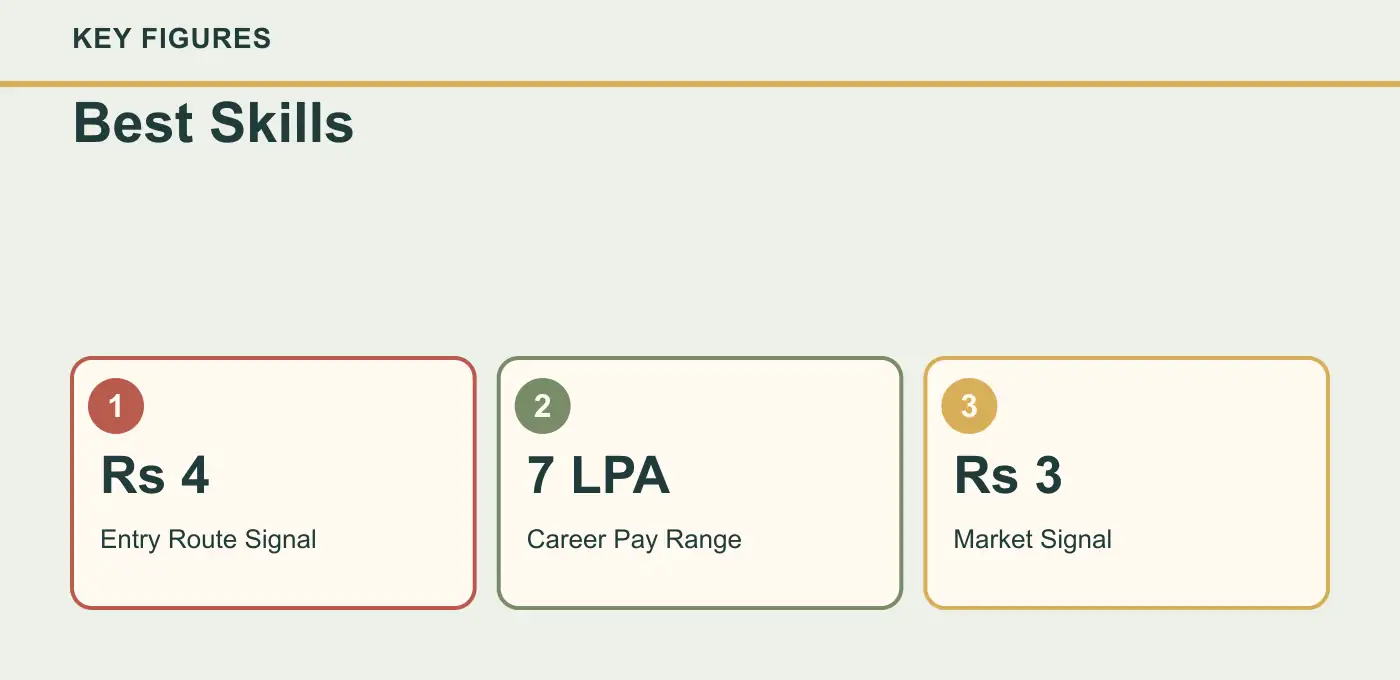 KEY FIGURES
Best Skills
1
Rs 4
Entry Route Signal
2
7 LPA
Career Pay Range
3
Rs 3
Market Signal